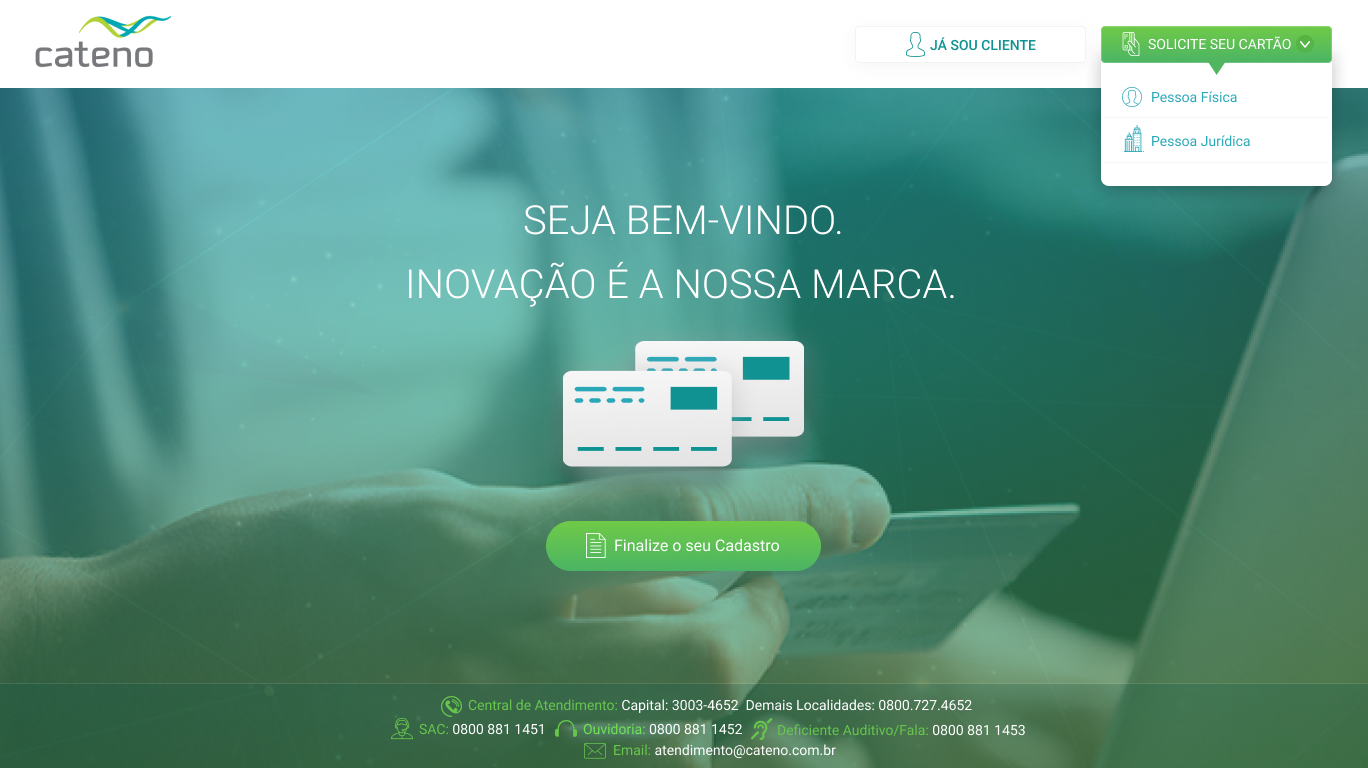 cateno
JÁ SOU CLIENTE
SOLICITE SEU CARTÃO
Pessoa Física
Pessoa Jurídica
SEJA BEM-VINDO.
INOVAÇÃO É A NOSSA MARCA.
Finalize o seu Cadastro
Central de Atendimento: Capital: 3003-4652 Demais Localidades: 0800.727.4652
SAC: 0800 881 1451 Ouvidoria: 0800 881 1452 Deficiente Auditivo/Fala: 0800 881 1453
Email: atendimento@cateno.com.br